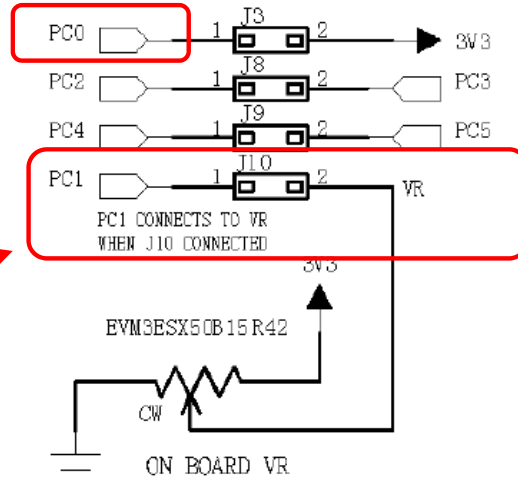 PC0 1 J3 2 3V3
PC2 1 J8 2 PC3
PC4 1 J9 2 PC5
PC1 1 J10 2 VR
PC1 CONNECTS TO VR
WHEN J10 CONNECTED
3V3
EVM3ESX50B15R42
CW
ON BOARD VR